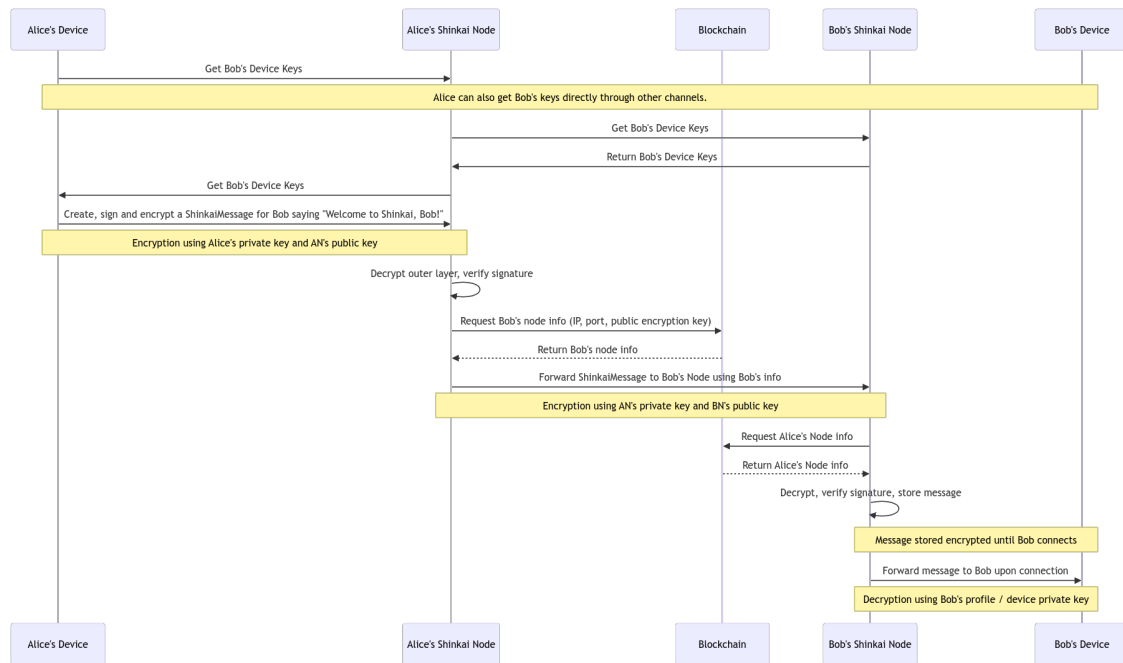 Alice's Device
Alice's Shinkai Node
Blockchain
Bob's Shinkai Node
Bob's Device
Get Bob's Device Keys
Alice can also get Bob's keys directly through other channels.
Get Bob's Device Keys
Return Bob's Device Keys
Get Bob's Device Keys
Create, sign and encrypt a ShinkaiMessage for Bob saying "Welcome to Shinkai, Bob!"
Encryption using Alice's private key and AN's public key
Decrypt outer layer, verify signature
Request Bob's node info (IP, port, public encryption key)
Return Bob's node info
Forward ShinkaiMessage to Bob's Node using Bob's info
Encryption using AN's private key and BN's public key
Request Alice's Node info
Return Alice's Node info
Decrypt, verify signature, store message
Message stored encrypted until Bob connects
Forward message to Bob upon connection
Decryption using Bob's profile / device private key
Alice's Device
Alice's Shinkai Node
Blockchain
Bob's Shinkai Node
Bob's Device